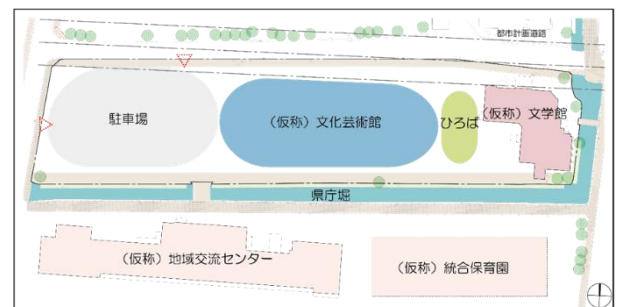 都市計画道路
駐車場
（仮称）文化芸術館
ひろば
（仮称）文学館
県庁堀
（仮称）地域交流センター
（仮称）統合保育園